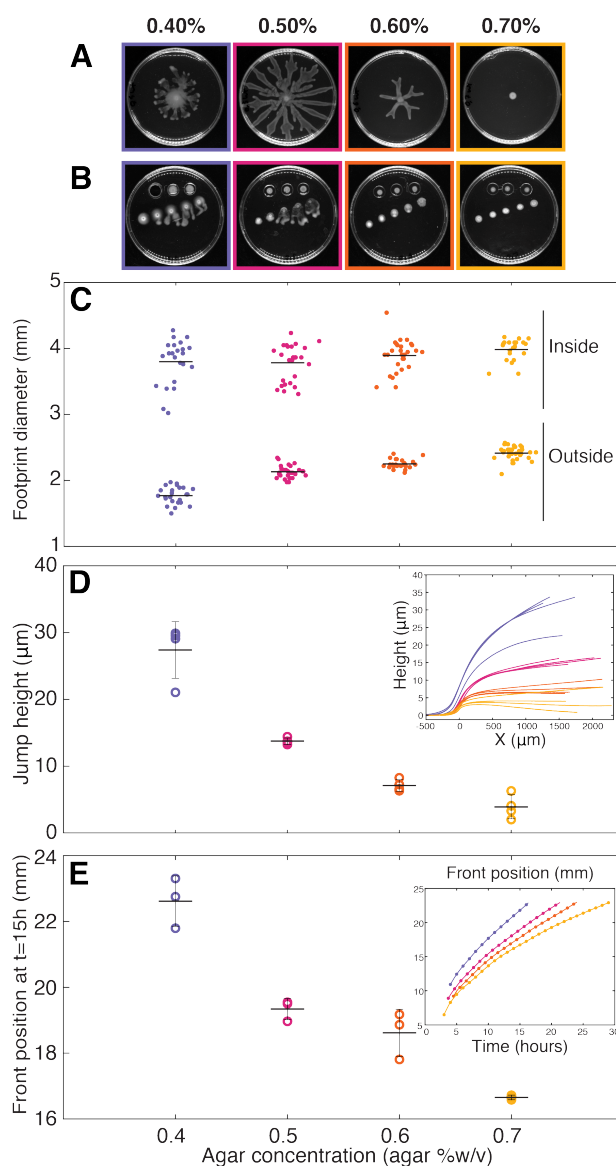 0.40% 0.50% 0.60% 0.70%
A
B
C
Footprint diameter (mm)
5
4
3
2
1
Inside
Outside
D
Jump height (µm)
40
30
20
10
0
Height (µm)
40
35
30
25
20
15
10
5
0
500 0 500 1000 1500 2000
X (µm)
E
Front position at t=15h (mm)
24
22
20
18
16
Front position (mm)
25
20
15
10
5
0 5 10 15 20 25 30
Time (hours)
0.4 0.5 0.6 0.7
Agar concentration (agar %w/v)